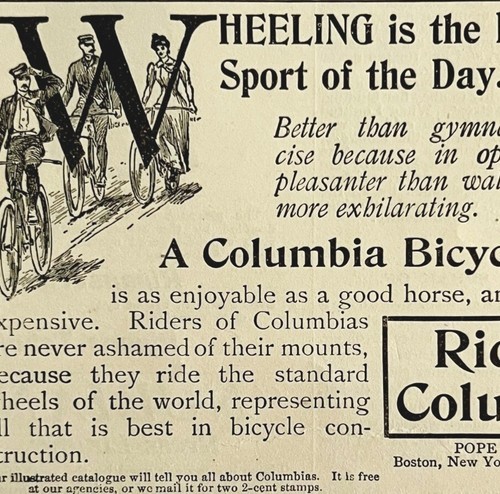 WHEELING is the
Sport of the Day.
Better than gymna
cise because in op
pleasanter than wal
more exhilarating.
A Columbia Bicyc
is as enjoyable as a good horse, an
xpensive. Riders of Columbias
re never ashamed of their mounts,
ecause they ride the standard
heels of the world, representing
ll that is best in bicycle con-
truction.
Rid
Colu
POPE
Boston, New Yo
r illustrated catalogue will tell you all about Columbias. It is free
at our agencies, or we mail it for two 2-cent stamps.